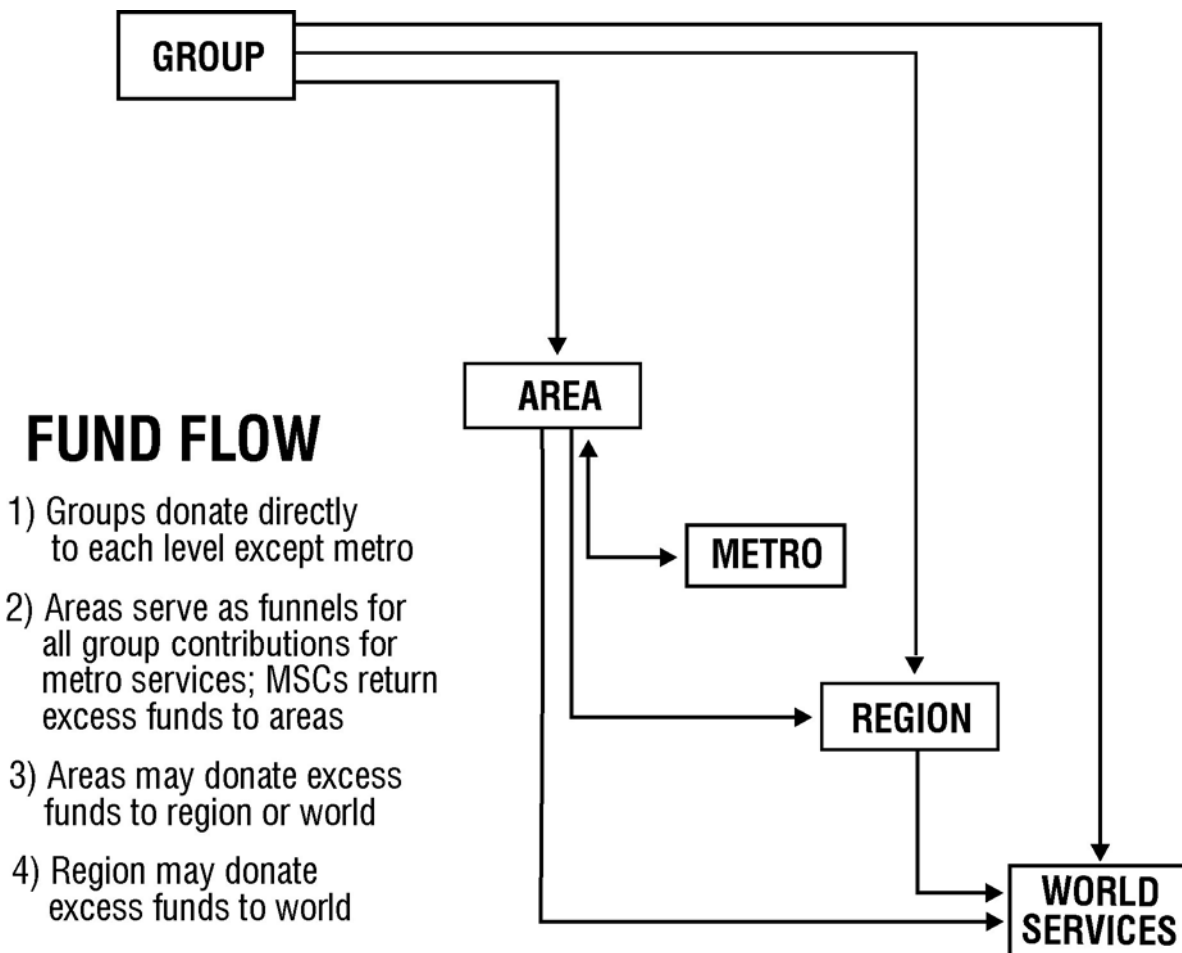 GROUP
AREA
FUND FLOW
1) Groups donate directly
to each level except metro
METRO
2) Areas serve as funnels for
all group contributions for
metro services; MSCs return
excess funds to areas
REGION
3) Areas may donate excess
funds to region or world
4) Region may donate
excess funds to world
WORLD
SERVICES